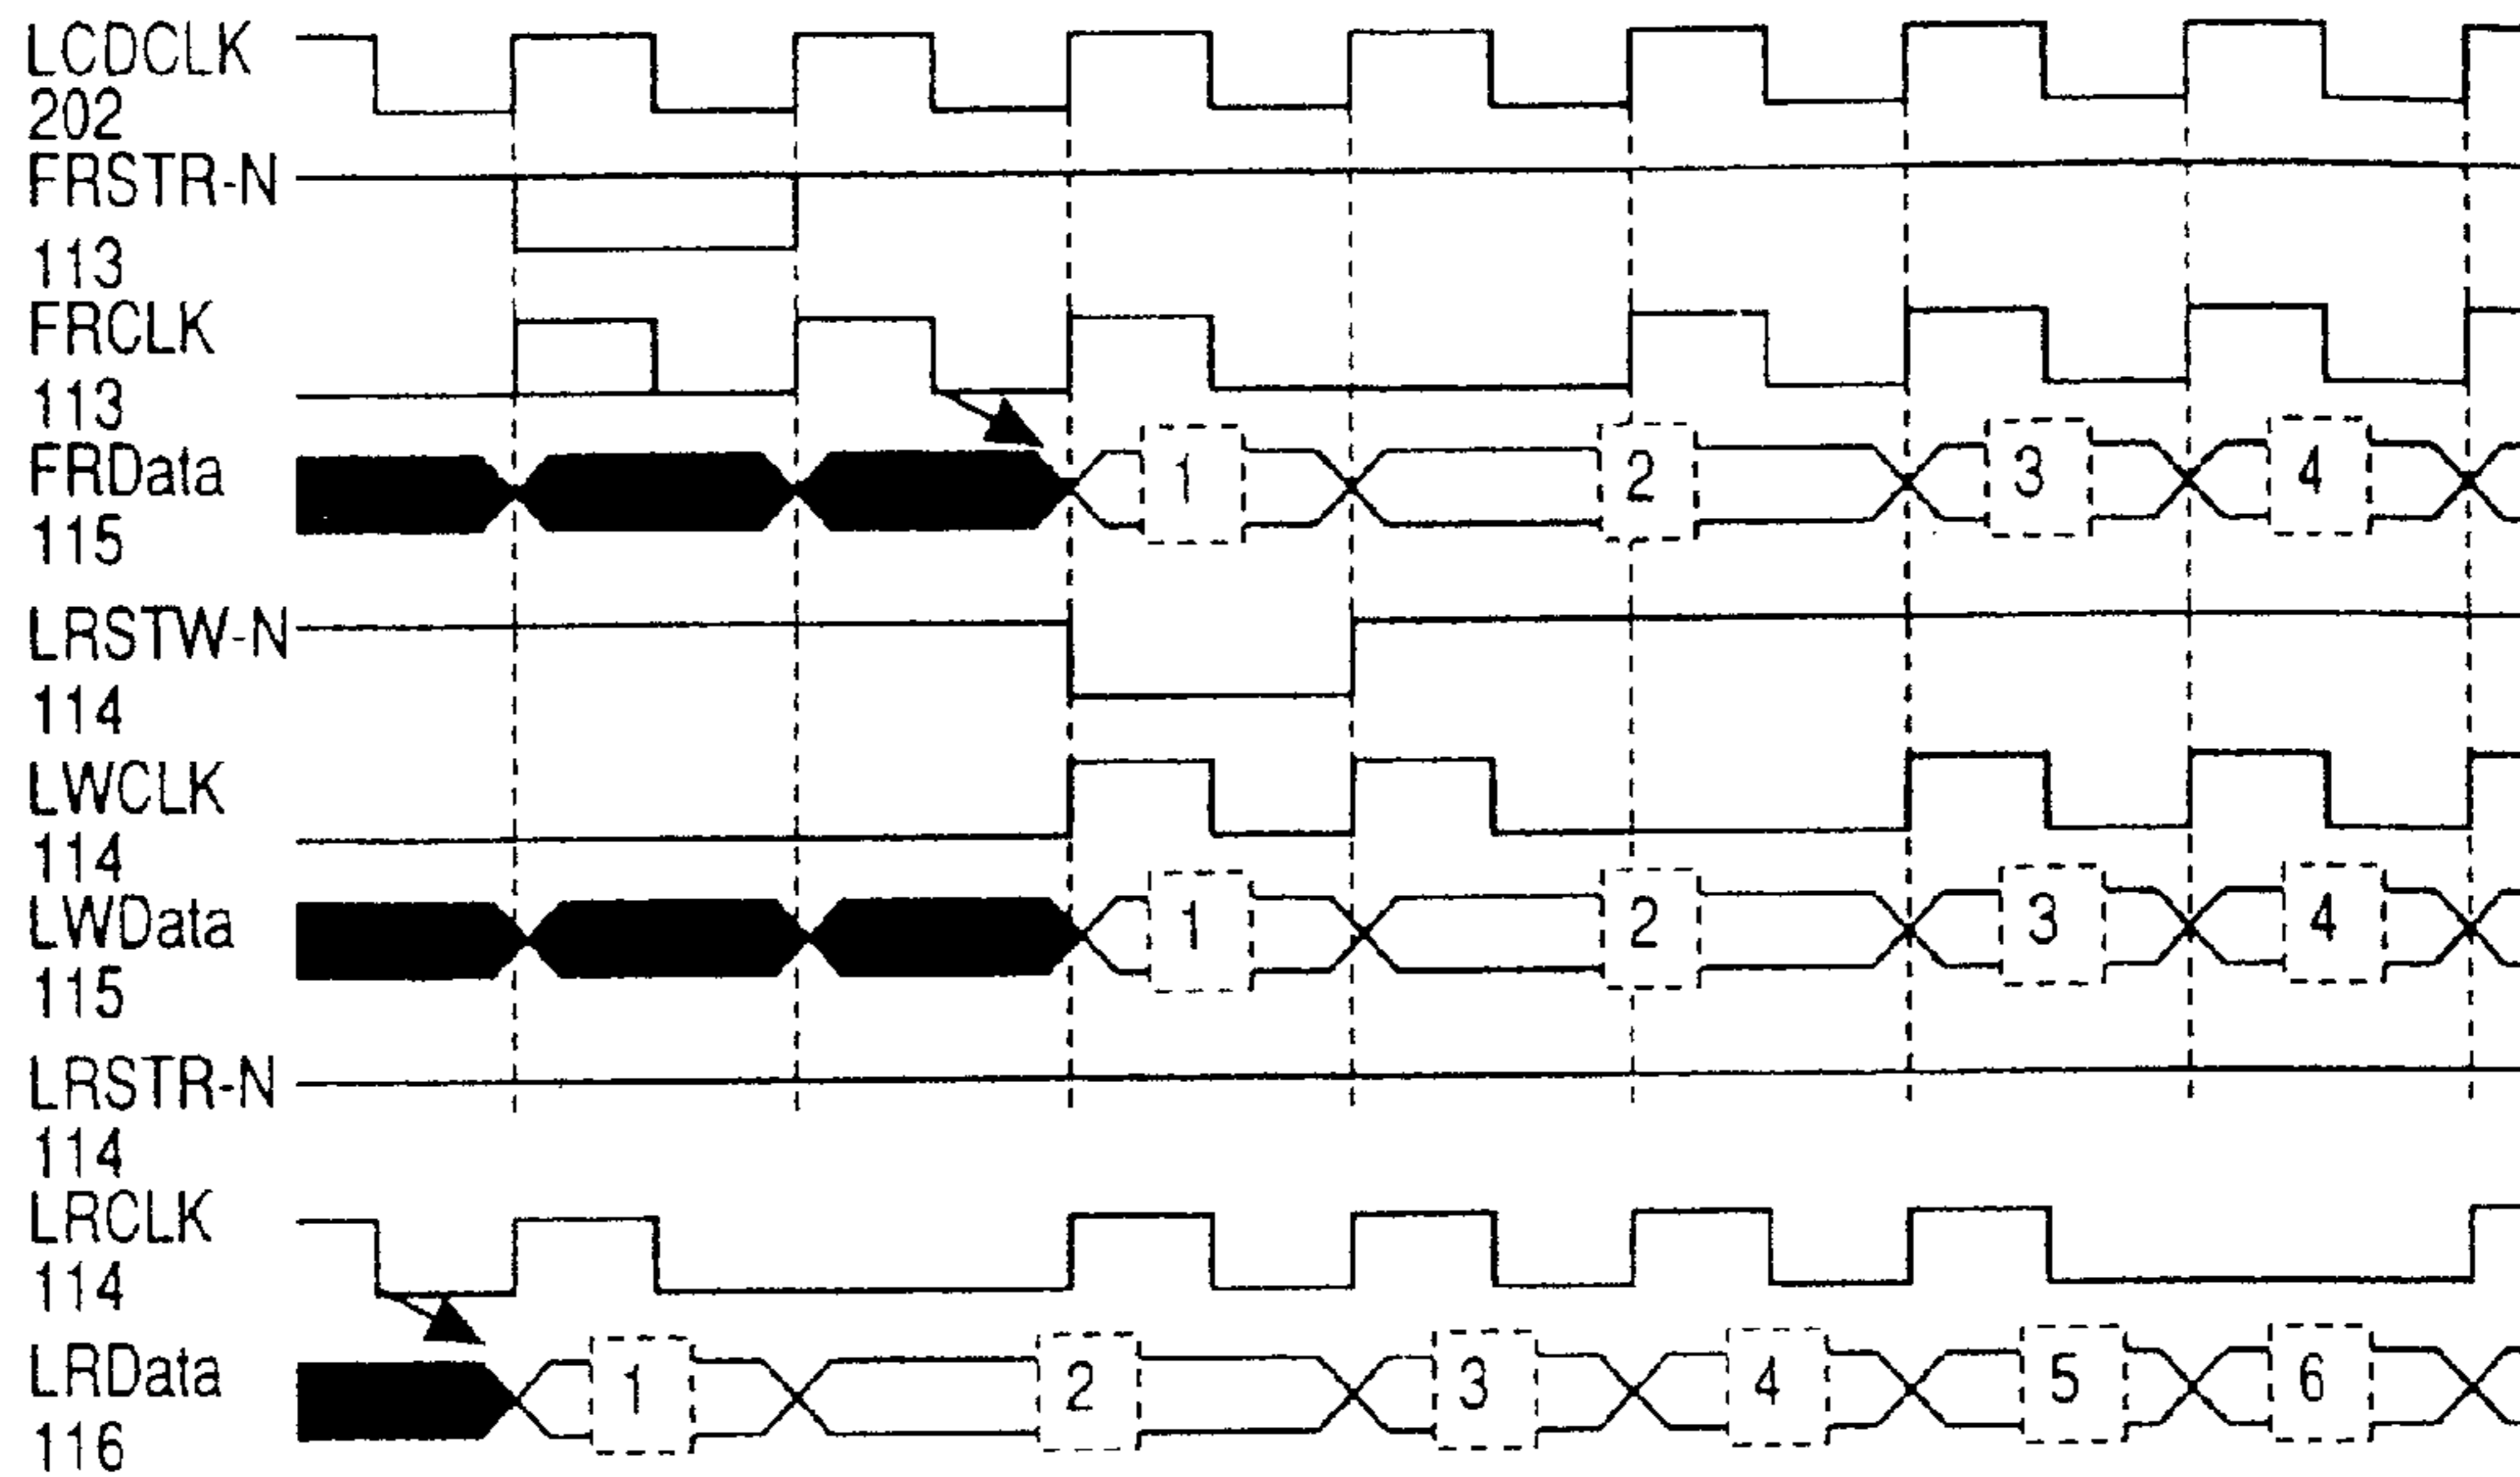 LCDCLK
202
FRSTR-N
113
FRCLK
113
FRData 1 2 3 4
115
LRSTW-N
114
LWCLK
114
LWData 1 2 3 4
115
LRSTR-N
114
LRCLK
114
LRData 1 2 3 4 5 6
116